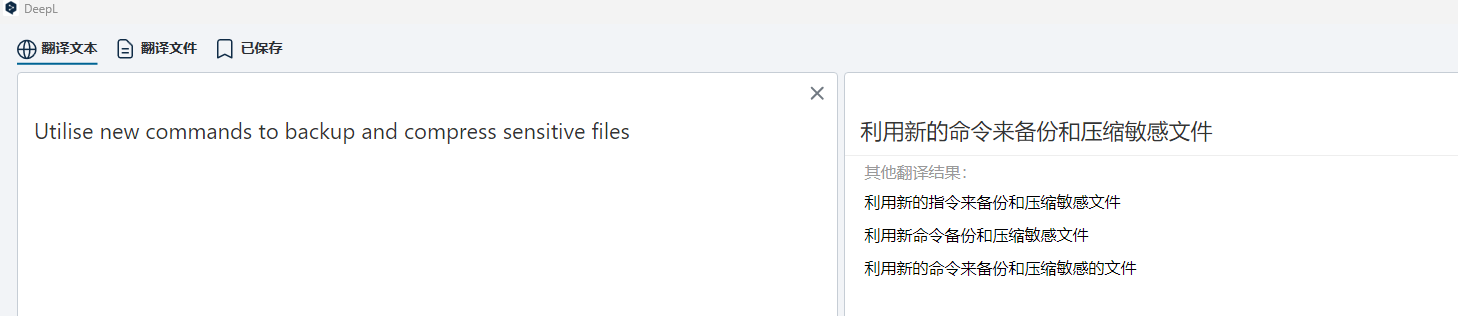 DeepL
翻译文本 翻译文件 已保存
Utilise new commands to backup and compress sensitive files
利用新的命令来备份和压缩敏感文件
其他翻译结果：
利用新的指令来备份和压缩敏感文件
利用新命令备份和压缩敏感文件
利用新的命令来备份和压缩敏感的文件